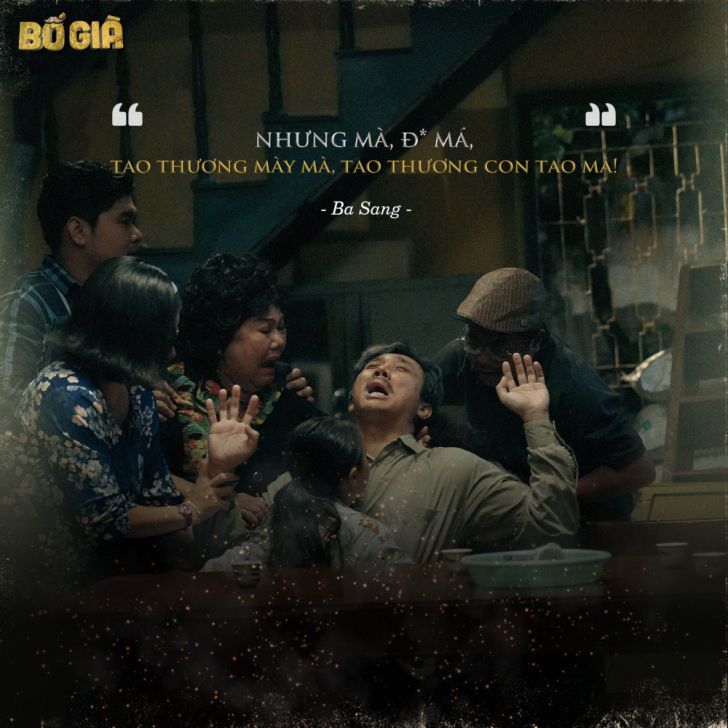 BỐ GIÀ
❝ ❞
NHƯNG MÀ, Đ* MÁ,
TAO THƯƠNG MÀY MÀ, TAO THƯƠNG CON TAO MÀ!
- Ba Sang -